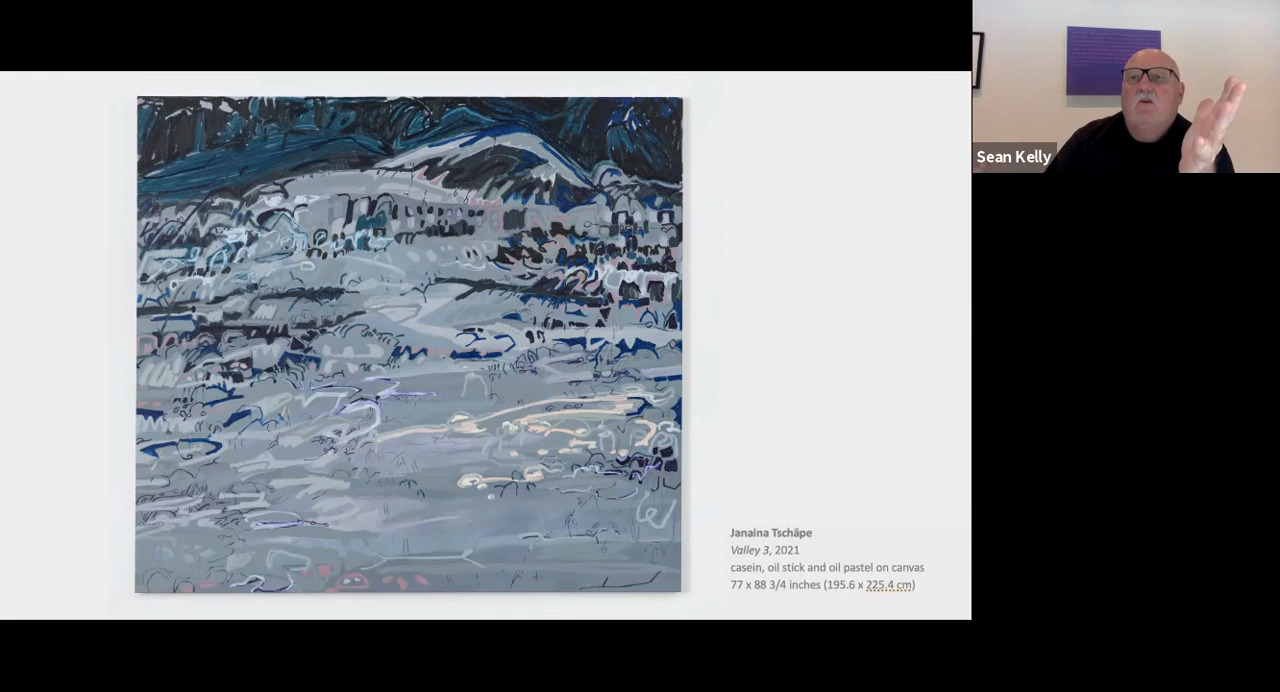 Sean Kelly
Janaina Tschäpe
Valley 3, 2021
casein, oil stick and oil pastel on canvas
77 x 88 3/4 inches (195.6 x 225.4 cm)